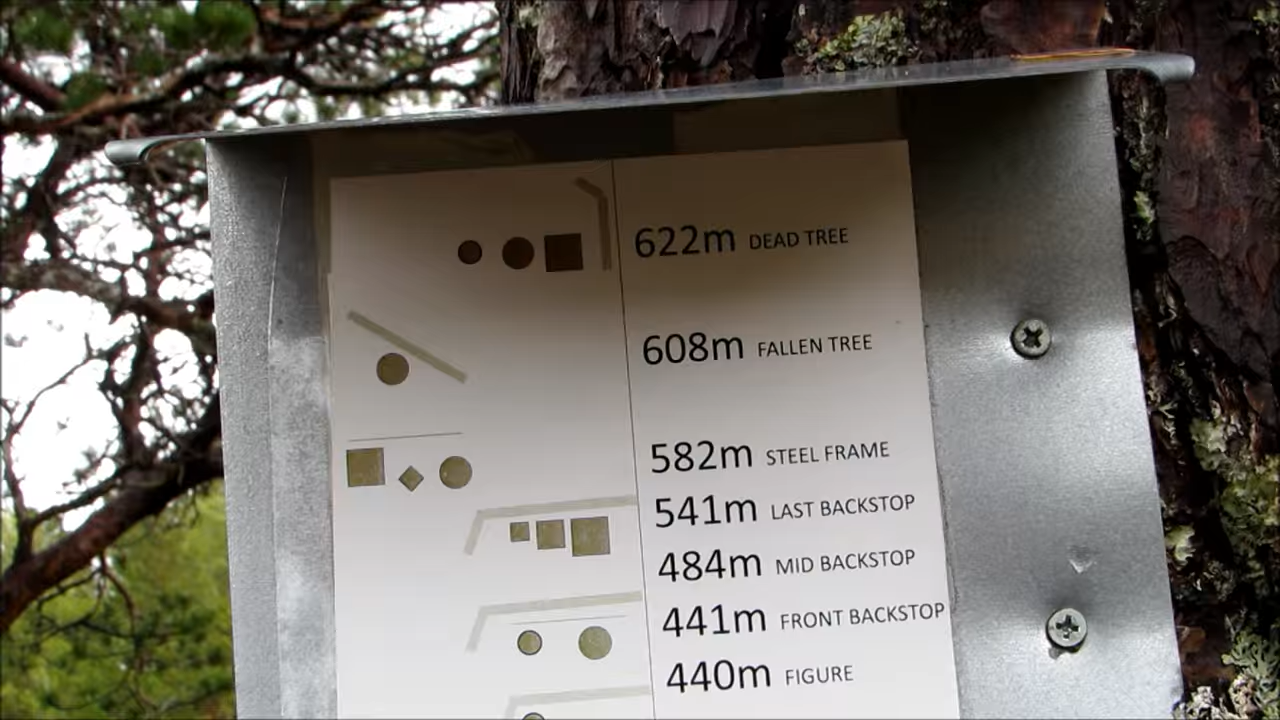 622m DEAD TREE
608m FALLEN TREE
582m STEEL FRAME
541m LAST BACKSTOP
484m MID BACKSTOP
441m FRONT BACKSTOP
440m FIGURE